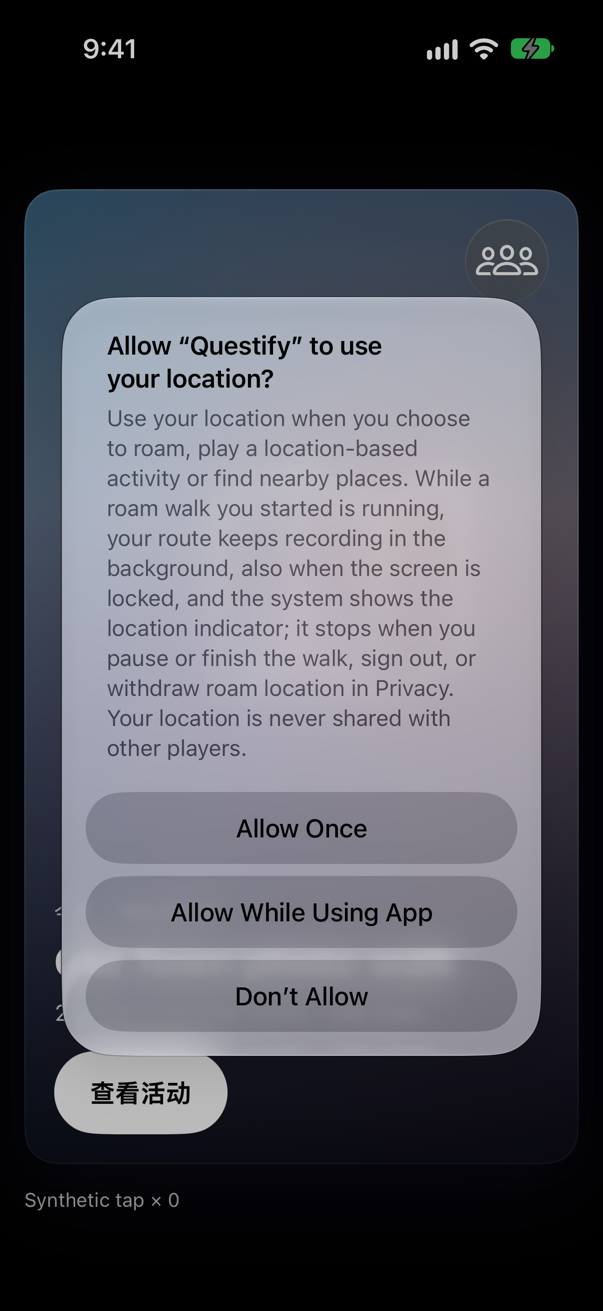 9:41
Allow “Questify” to use
your location?
Use your location when you choose
to roam, play a location-based
activity or find nearby places. While a
roam walk you started is running,
your route keeps recording in the
background, also when the screen is
locked, and the system shows the
location indicator; it stops when you
pause or finish the walk, sign out, or
withdraw roam location in Privacy.
Your location is never shared with
other players.
Allow Once
Allow While Using App
Don’t Allow
查看活动
Synthetic tap × 0